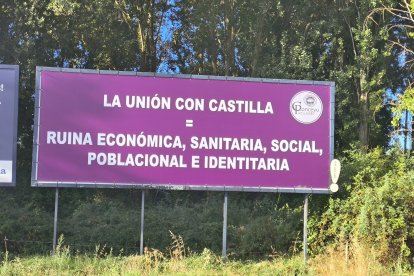 LA UNIÓN CON CASTILLA
=
RUINA ECONÓMICA, SANITARIA, SOCIAL,
POBLACIONAL E IDENTITARIA